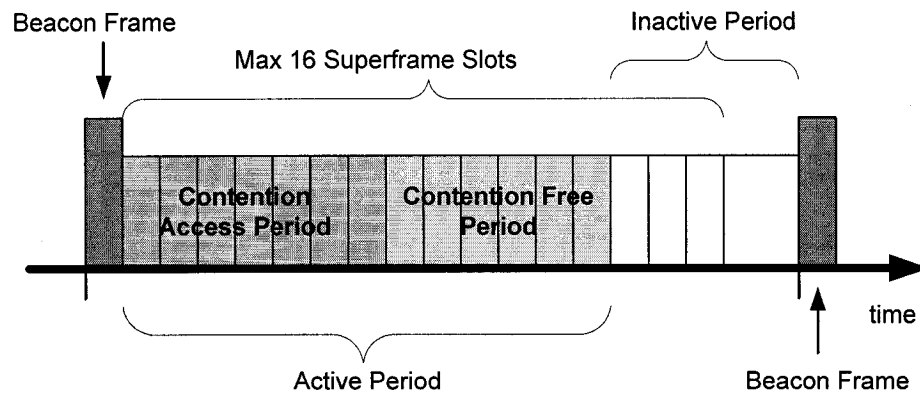 Beacon Frame
Inactive Period
Max 16 Superframe Slots
Contention
Access Period
Contention Free
Period
time
Active Period
Beacon Frame